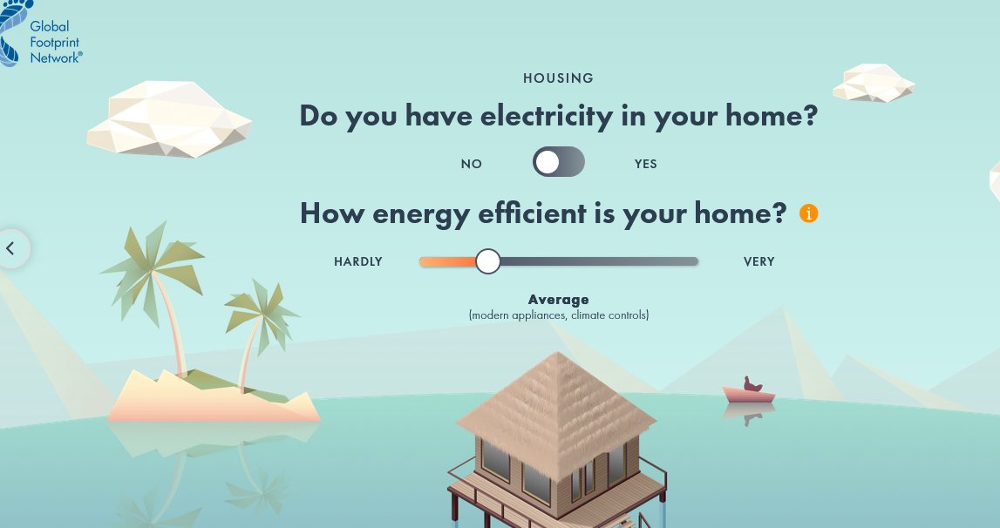 Global
Footprint
Network®
HOUSING
Do you have electricity in your home?
NO YES
How energy efficient is your home? i
HARDLY VERY
Average
(modern appliances, climate controls)